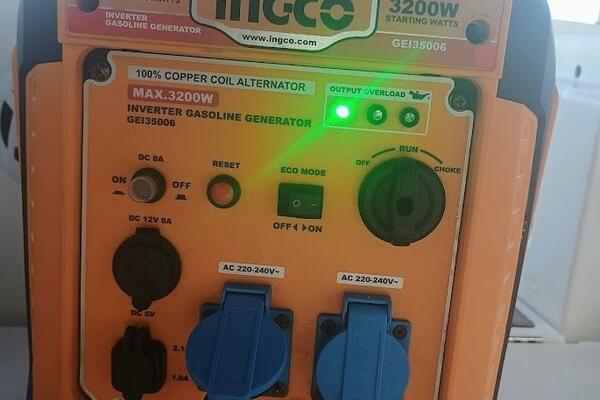 WATTS
INGCO
www.ingco.com
3200W
STARTING WATTS
INVERTER
GASOLINE GENERATOR
GEI35006
100% COPPER COIL ALTERNATOR
MAX.3200W
INVERTER GASOLINE GENERATOR
GEI35006
OUTPUT OVERLOAD
DC 8A
ON
OFF
RESET
ECO MODE
OFF ON
RUN
OFF
CHOKE
DC 12V 8A
AC 220-240V~
AC 220-240V~
DC 5V
1.0A